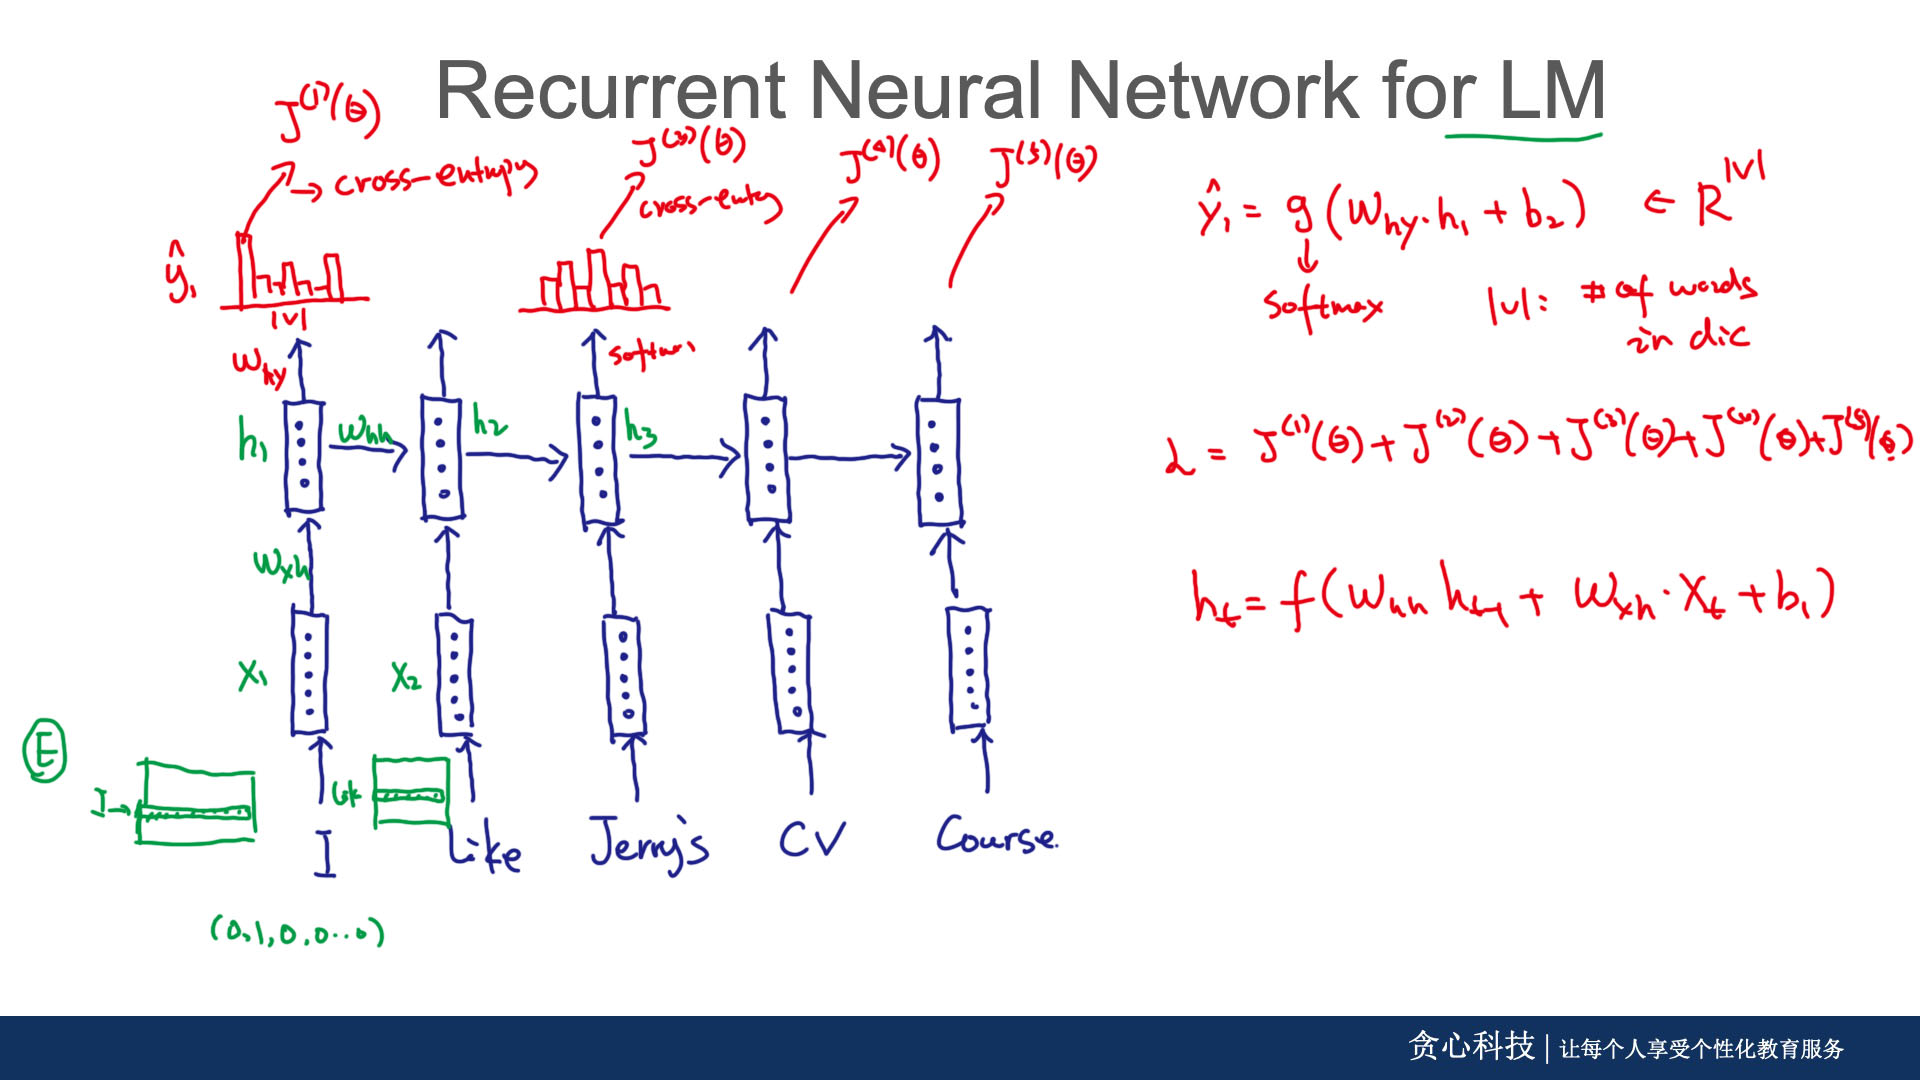 Recurrent Neural Network for LM
J⁽¹⁾(θ)
→ cross-entropy
J⁽³⁾(θ)
cross-entropy
J⁽⁴⁾(θ)
J⁽⁵⁾(θ)
ŷ₁ = g(Why·h₁ + b₂) ∈ R^|V|
softmax
|V|: # of words
in dic
ŷ₁
|V|
Why
softmax
h₁
Whh
h₂
h₃
L = J⁽¹⁾(θ) + J⁽²⁾(θ) + J⁽³⁾(θ) + J⁽⁴⁾(θ) + J⁽⁵⁾(θ)
Wxh
hₜ = f(Whh hₜ₋₁ + Wxh·Xₜ + b₁)
X₁
X₂
E
I→
I
like
Jerry's
CV
Course.
(0,1,0,0...0)
贪心科技 | 让每个人享受个性化教育服务